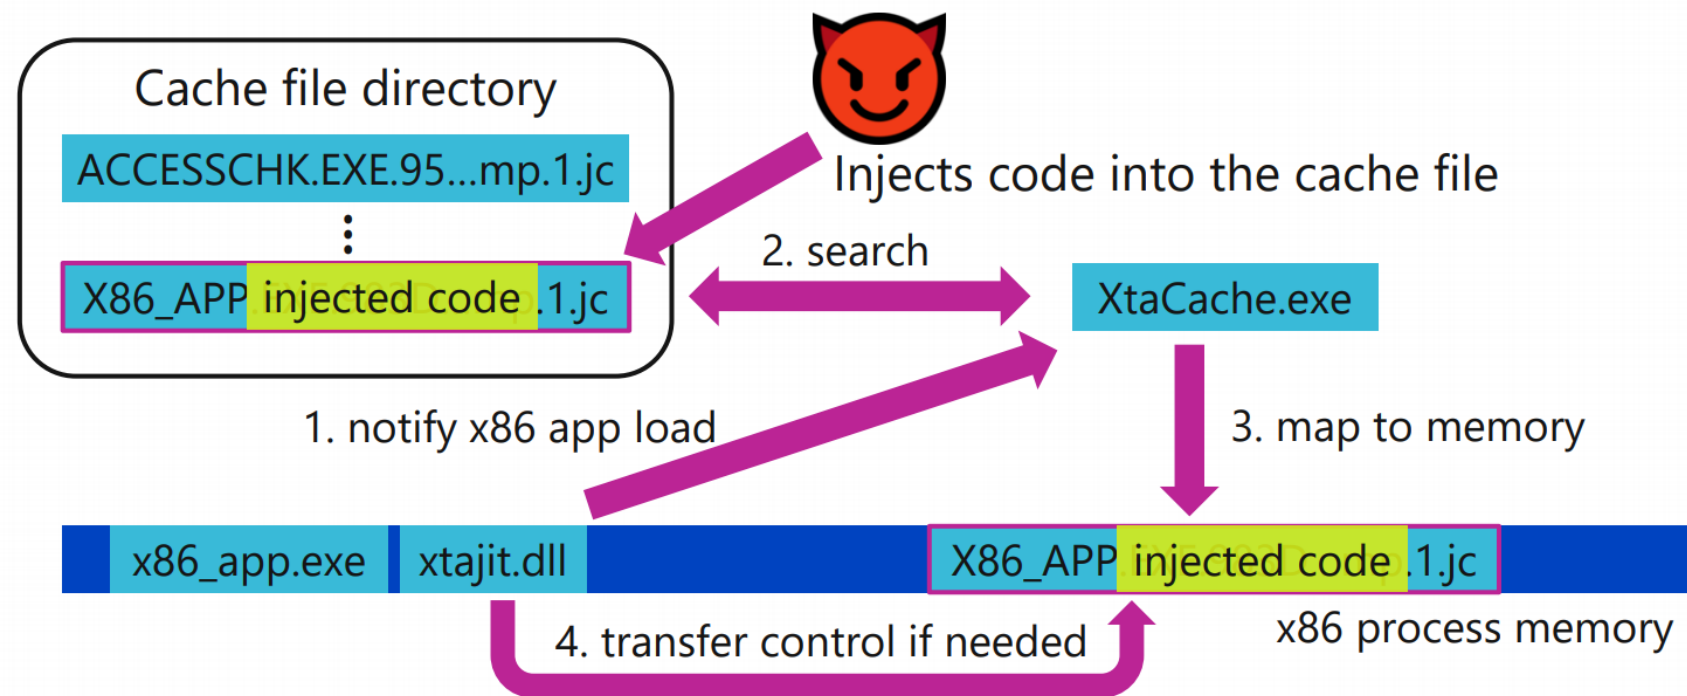 Cache file directory
ACCESSCHK.EXE.95...mp.1.jc
Injects code into the cache file
2. search
X86_APP injected code .1.jc
XtaCache.exe
1. notify x86 app load
3. map to memory
x86_app.exe
xtajit.dll
X86_APP injected code .1.jc
4. transfer control if needed
x86 process memory